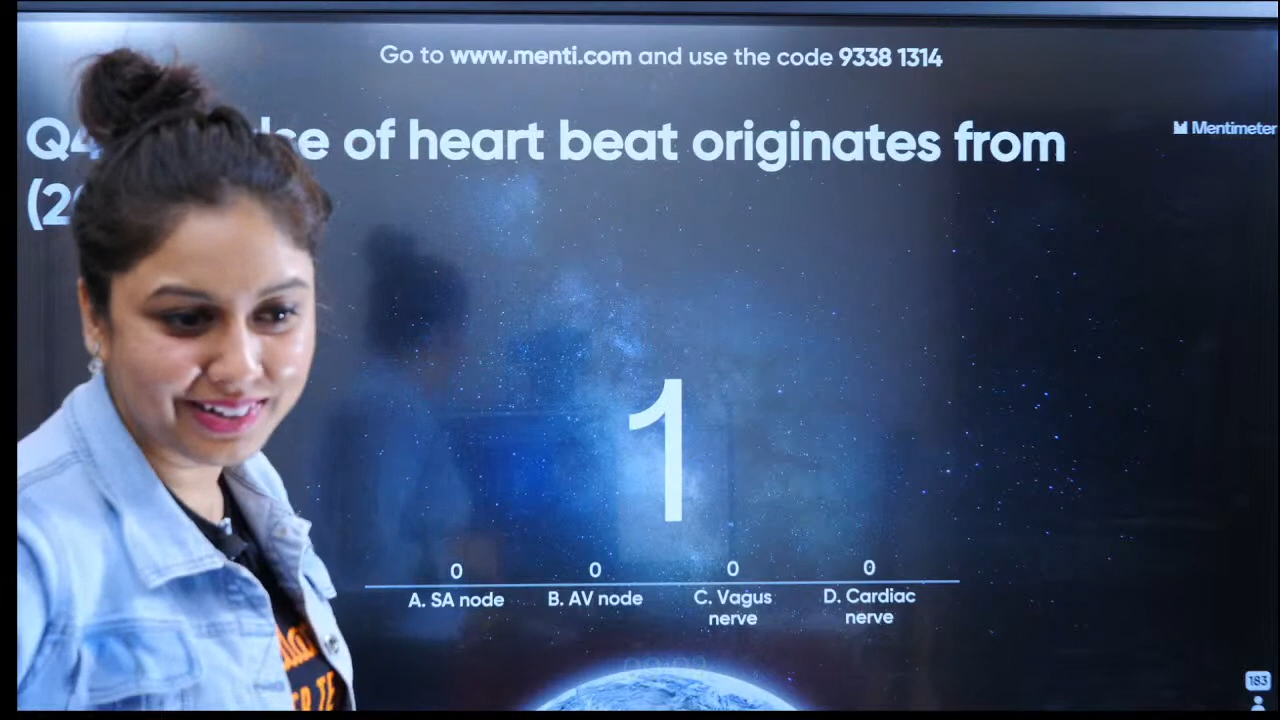 Go to www.menti.com and use the code 9338 1314
Mentimeter
of heart beat originates from
1
0 0 0 0
A. SA node B. AV node C. Vagus nerve D. Cardiac nerve
183